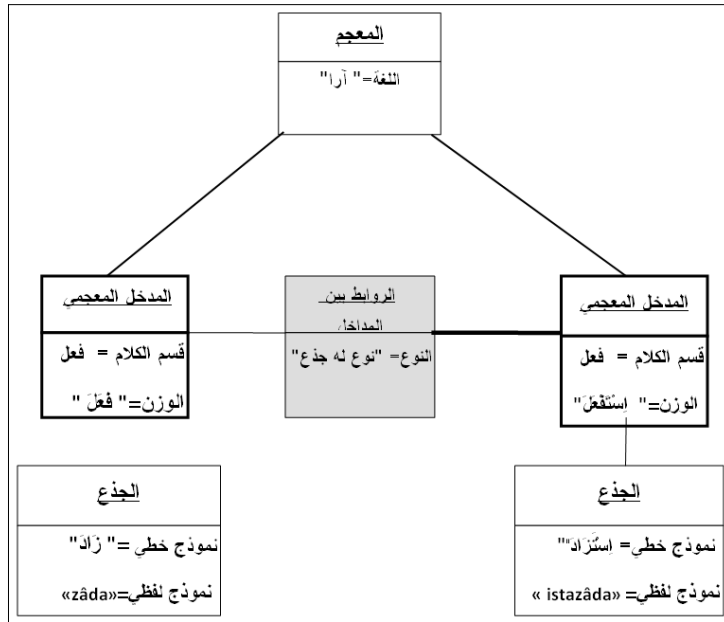 المعجم
اللغة=" آرا"
المدخل المعجمي
قسم الكلام = فعل
الوزن=" فَعَلَ "
الروابط بين
المداخل
النوع= "نوع له جذع"
المدخل المعجمي
قسم الكلام = فعل
الوزن=" اِسْتَفْعَلَ"
الجذع
نموذج خطي =" زَادَ"
نموذج لفظي=«zâda»
الجذع
نموذج خطي= اِسْتَزَادَ""
نموذج لفظي= «istazâda »